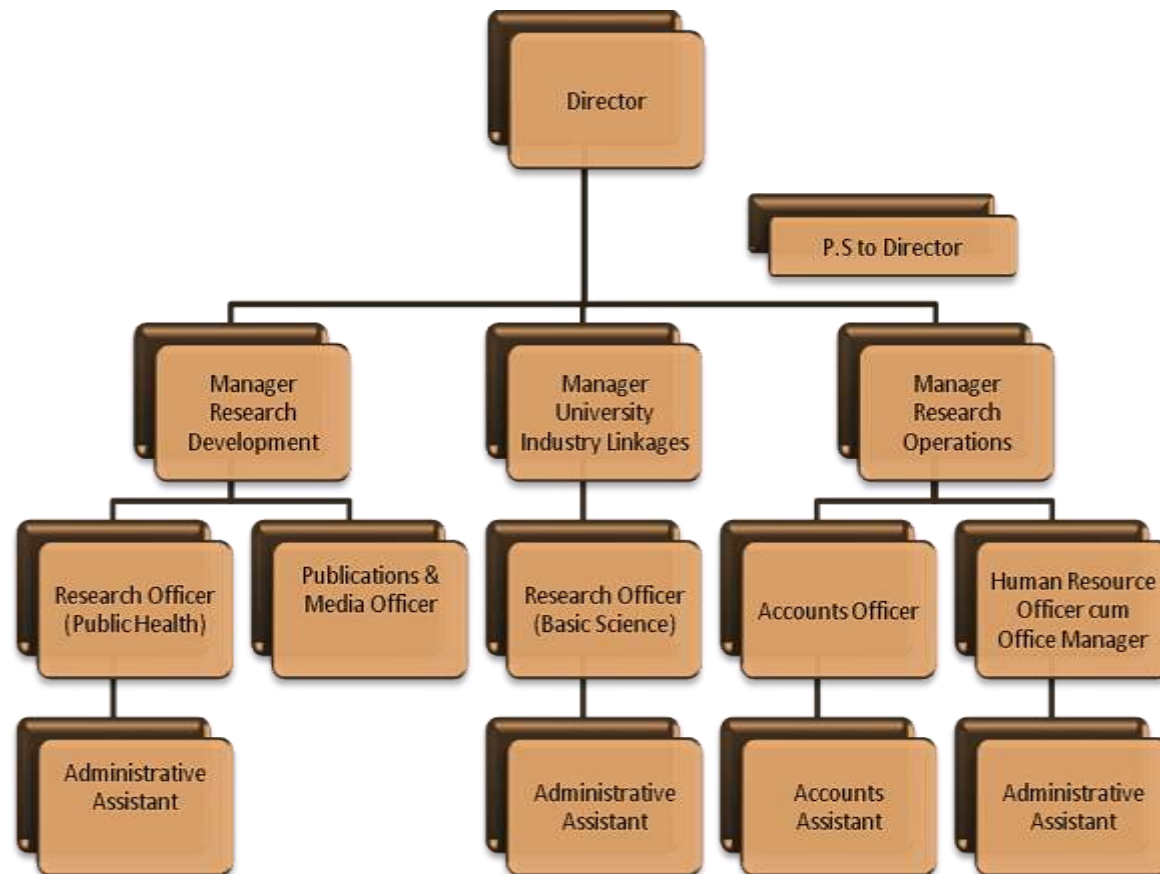 Director
P.S to Director
Manager
Research
Development
Manager
University
Industry Linkages
Manager
Research
Operations
Research Officer
(Public Health)
Publications &
Media Officer
Research Officer
(Basic Science)
Accounts Officer
Human Resource
Officer cum
Office Manager
Administrative
Assistant
Administrative
Assistant
Accounts
Assistant
Administrative
Assistant